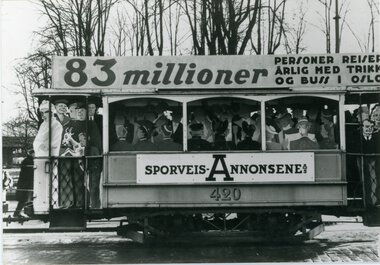 83 millioner
PERSONER REISER
ÅRLIG MED TRIKK
OG BUSS I OSLO
SPORVEIS-ANNONSENE A/S
420